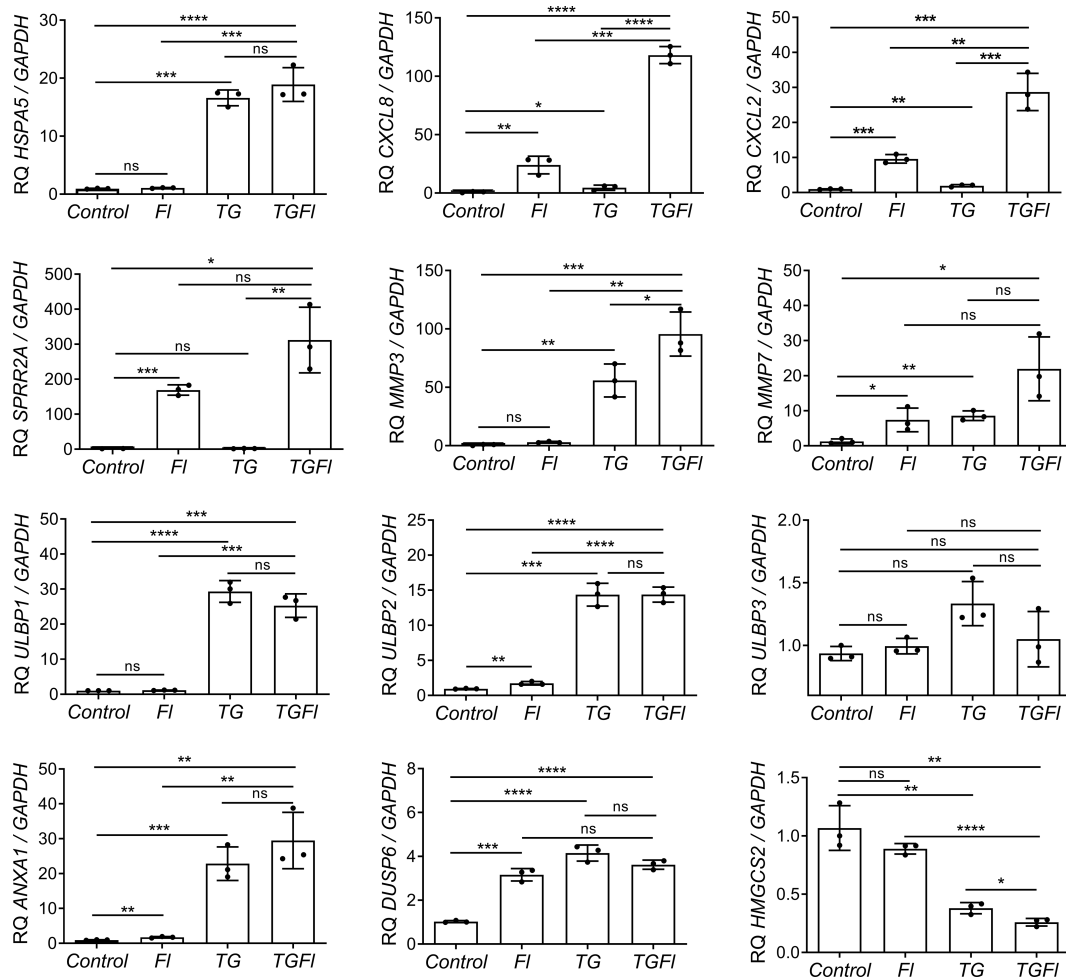 RQ HSPA5 / GAPDH
30
20
10
0
****
***
ns
***
ns
Control FI TG TGFI
RQ CXCL8 / GAPDH
150
100
50
0
****
****
***
*
**
Control FI TG TGFI
RQ CXCL2 / GAPDH
50
40
30
20
10
0
***
**
***
**
***
Control FI TG TGFI
RQ SPRR2A / GAPDH
500
400
300
200
100
0
*
ns
**
ns
***
Control FI TG TGFI
RQ MMP3 / GAPDH
150
100
50
0
***
**
*
**
ns
Control FI TG TGFI
RQ MMP7 / GAPDH
50
40
30
20
10
0
*
ns
ns
**
*
Control FI TG TGFI
RQ ULBP1 / GAPDH
50
40
30
20
10
0
***
****
***
ns
ns
Control FI TG TGFI
RQ ULBP2 / GAPDH
25
20
15
10
5
0
****
****
***
ns
**
Control FI TG TGFI
RQ ULBP3 / GAPDH
2.0
1.5
1.0
ns
ns
ns
ns
ns
Control FI TG TGFI
RQ ANXA1 / GAPDH
50
40
30
20
10
0
**
**
ns
***
**
Control FI TG TGFI
RQ DUSP6 / GAPDH
8
6
4
2
0
****
****
ns
ns
***
Control FI TG TGFI
RQ HMGCS2 / GAPDH
1.5
1.0
0.5
0.0
**
ns
**
****
*
Control FI TG TGFI